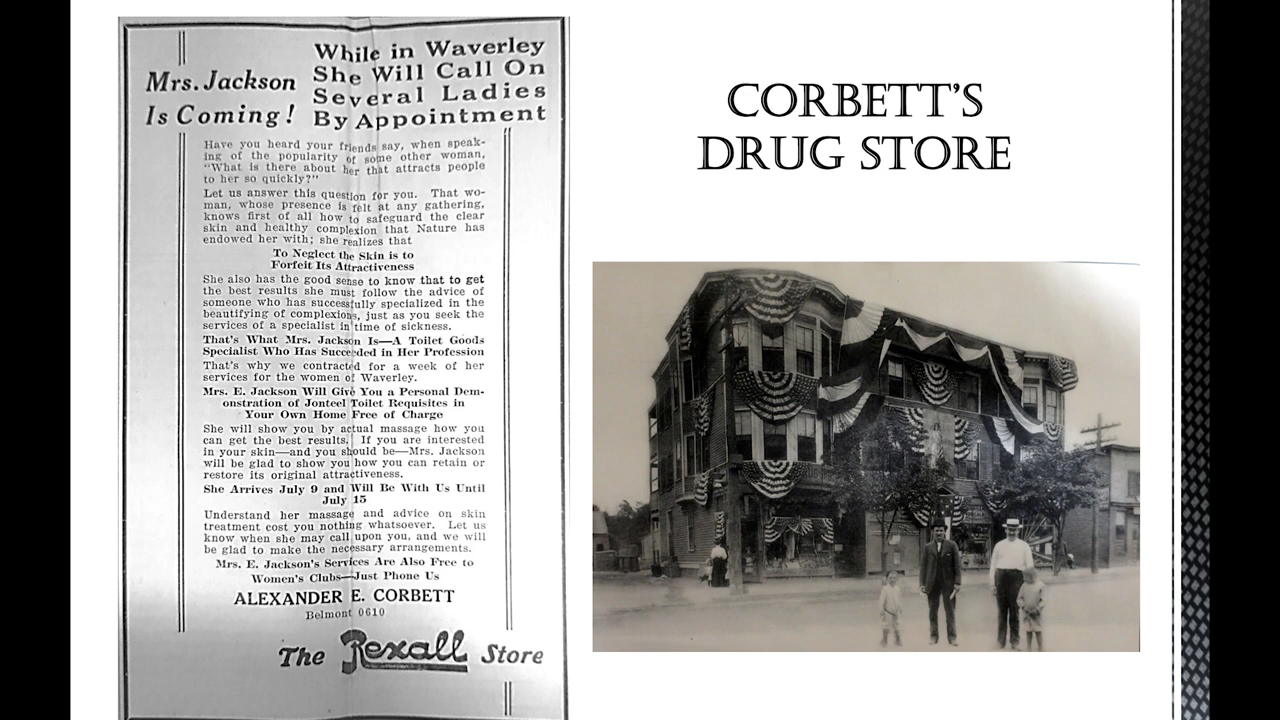 Mrs. Jackson
Is Coming!
While in Waverley
She Will Call On
Several Ladies
By Appointment
Have you heard your friends say, when speak-
ing of the popularity of some other woman,
"What is there about her that attracts people
to her so quickly?"
Let us answer this question for you. That wo-
man, whose presence is felt at any gathering,
knows first of all how to safeguard the clear
skin and healthy complexion that Nature has
endowed her with; she realizes that
To Neglect the Skin is to
Forfeit Its Attractiveness
She also has the good sense to know that to get
the best results she must follow the advice of
someone who has successfully specialized in the
beautifying of complexions, just as you seek the
services of a specialist in time of sickness.
That's What Mrs. Jackson Is—A Toilet Goods
Specialist Who Has Succeeded in Her Profession
That's why we contracted for a week of her
services for the women of Waverley.
Mrs. E. Jackson Will Give You a Personal Dem-
onstration of Jonteel Toilet Requisites in
Your Own Home Free of Charge
She will show you by actual massage how you
can get the best results. If you are interested
in your skin—and you should be—Mrs. Jackson
will be glad to show you how you can retain or
restore its original attractiveness.
She Arrives July 9 and Will Be With Us Until
July 15
Understand her massage and advice on skin
treatment cost you nothing whatsoever. Let us
know when she may call upon you, and we will
be glad to make the necessary arrangements.
Mrs. E. Jackson's Services Are Also Free to
Women's Clubs—Just Phone Us
ALEXANDER E. CORBETT
Belmont 0610
The Rexall Store
CORBETT'S
DRUG STORE